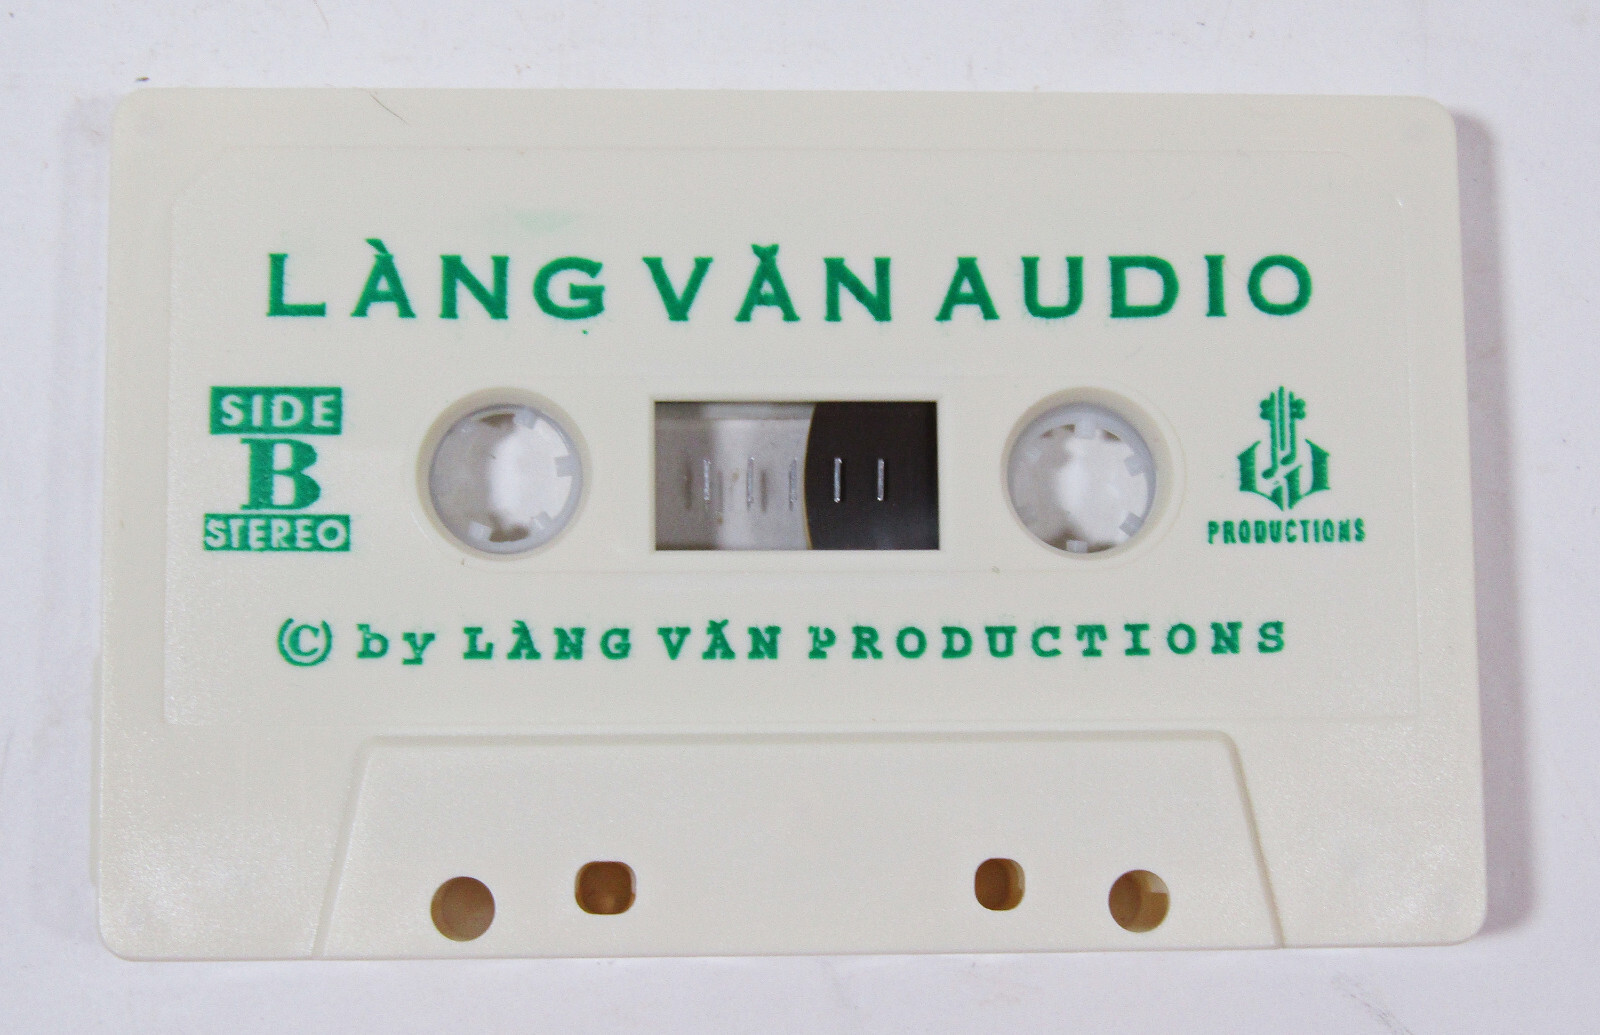 LÀNG VĂN AUDIO
SIDE
B
STEREO
PRODUCTIONS
© by LÀNG VĂN PRODUCTIONS